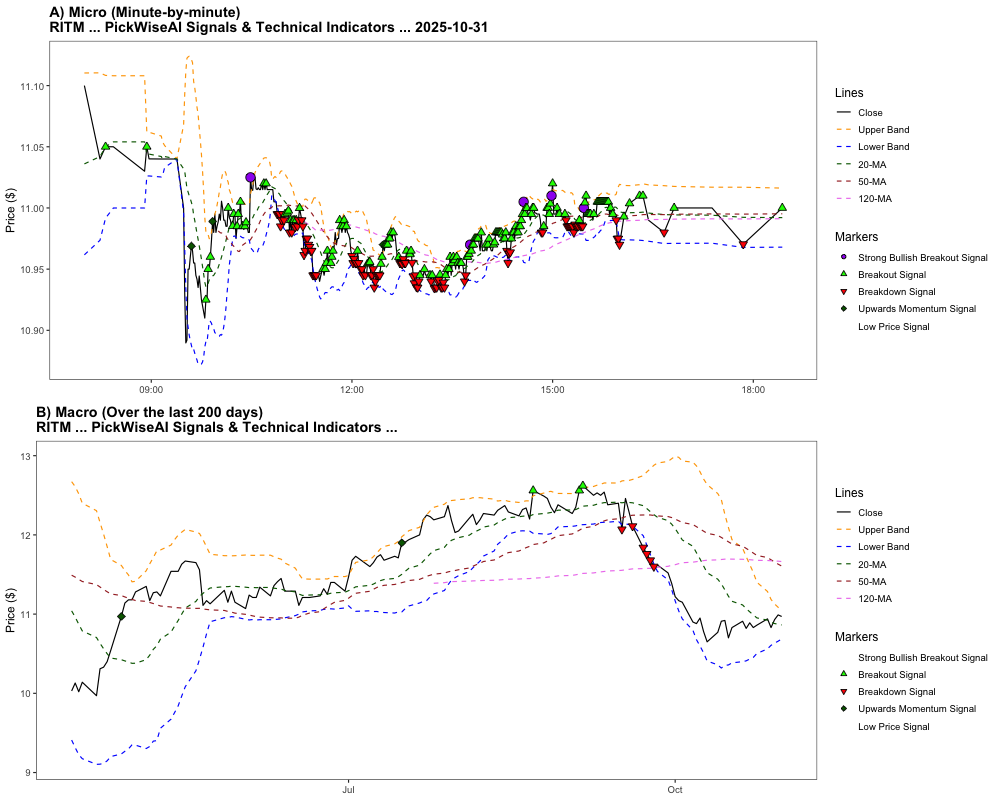 A) Micro (Minute-by-minute)
RITM ... PickWiseAI Signals & Technical Indicators ... 2025-10-31
Price ($)
11.10
11.05
11.00
10.95
10.90
09:00
12:00
15:00
18:00
Lines
Close
Upper Band
Lower Band
20-MA
50-MA
120-MA
Markers
Strong Bullish Breakout Signal
Breakout Signal
Breakdown Signal
Upwards Momentum Signal
Low Price Signal
B) Macro (Over the last 200 days)
RITM ... PickWiseAI Signals & Technical Indicators ...
Price ($)
13
12
11
10
9
Jul
Oct
Lines
Close
Upper Band
Lower Band
20-MA
50-MA
120-MA
Markers
Strong Bullish Breakout Signal
Breakout Signal
Breakdown Signal
Upwards Momentum Signal
Low Price Signal